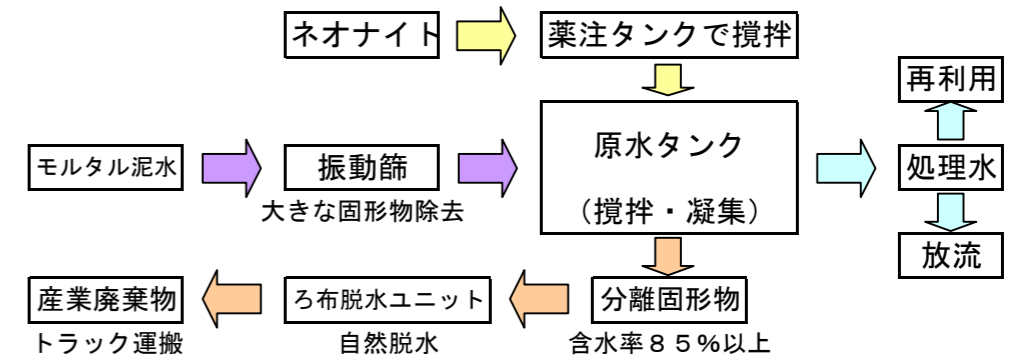 ネオナイト
薬注タンクで撹拌
再利用
モルタル泥水
振動篩
大きな固形物除去
原水タンク
（撹拌・凝集）
処理水
放流
産業廃棄物
トラック運搬
ろ布脱水ユニット
自然脱水
分離固形物
含水率８５％以上